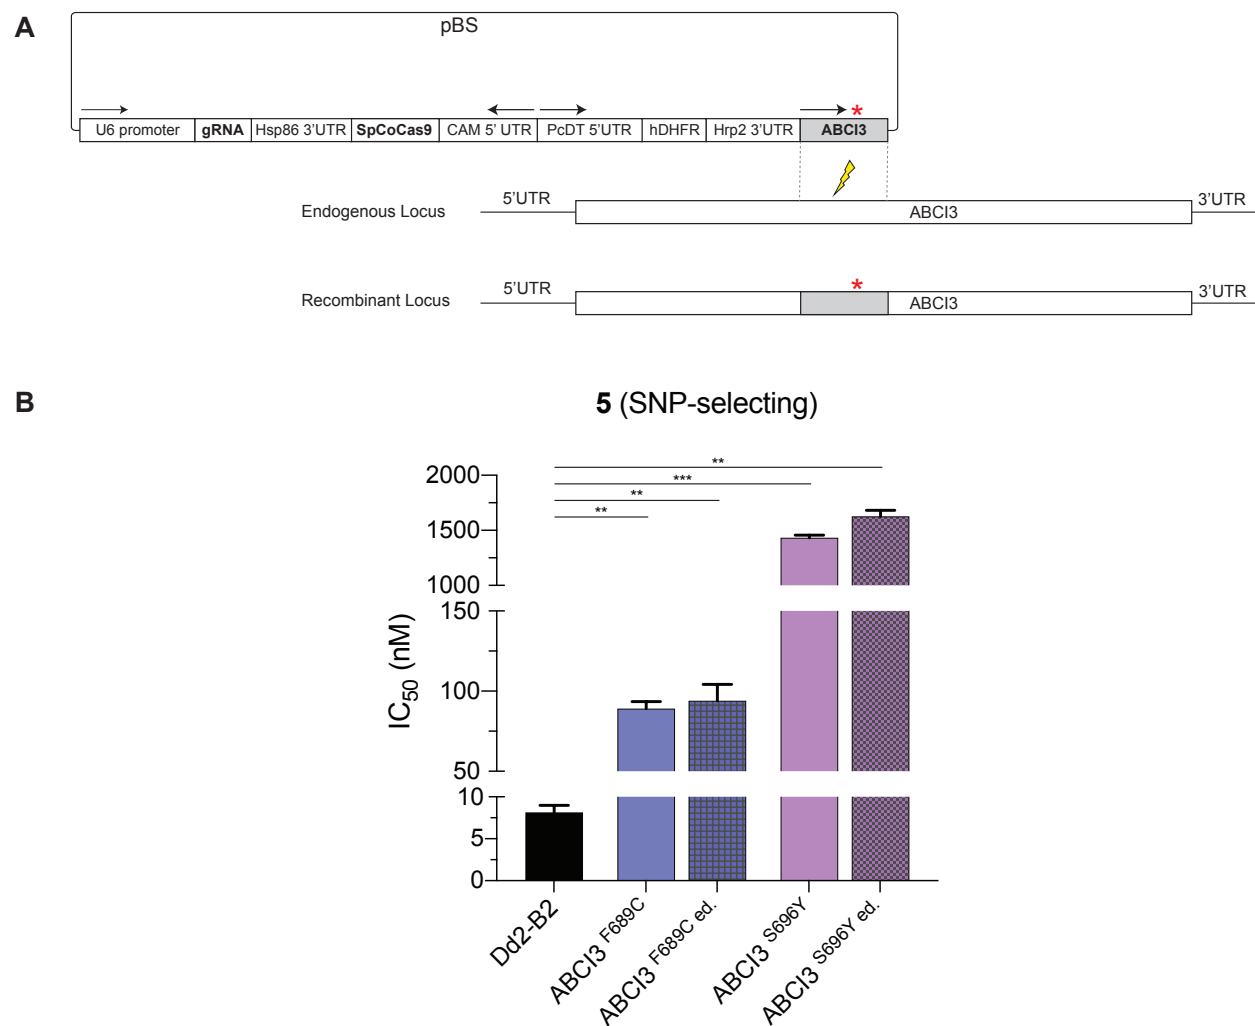 A
pBS
*
U6 promoter gRNA Hsp86 3'UTR SpCoCas9 CAM 5' UTR PcDT 5'UTR hDHFR Hrp2 3'UTR ABCI3
Endogenous Locus 5'UTR ABCI3 3'UTR
*
Recombinant Locus 5'UTR ABCI3 3'UTR
B
5 (SNP-selecting)
**
***
**
**
2000
1500
1000
150
100
50
10
5
0
IC50 (nM)
Dd2-B2
ABCI3 F689C
ABCI3 F689C ed.
ABCI3 S696Y
ABCI3 S696Y ed.